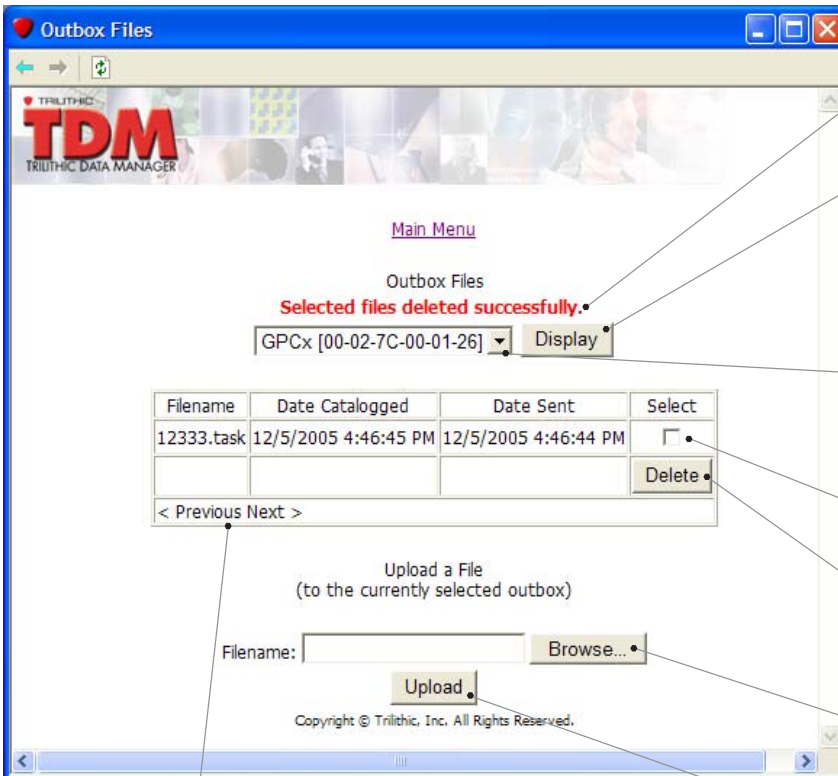 Outbox Files
TRILITHIC
TDM
TRILITHIC DATA MANAGER
Main Menu
Outbox Files
Selected files deleted successfully.
GPCx [00-02-7C-00-01-26] Display
Filename Date Catalogged Date Sent Select
12333.task 12/5/2005 4:46:45 PM 12/5/2005 4:46:44 PM
Delete
< Previous Next >
Upload a File
(to the currently selected outbox)
Filename: Browse...
Upload
Copyright © Trilithic, Inc. All Rights Reserved.